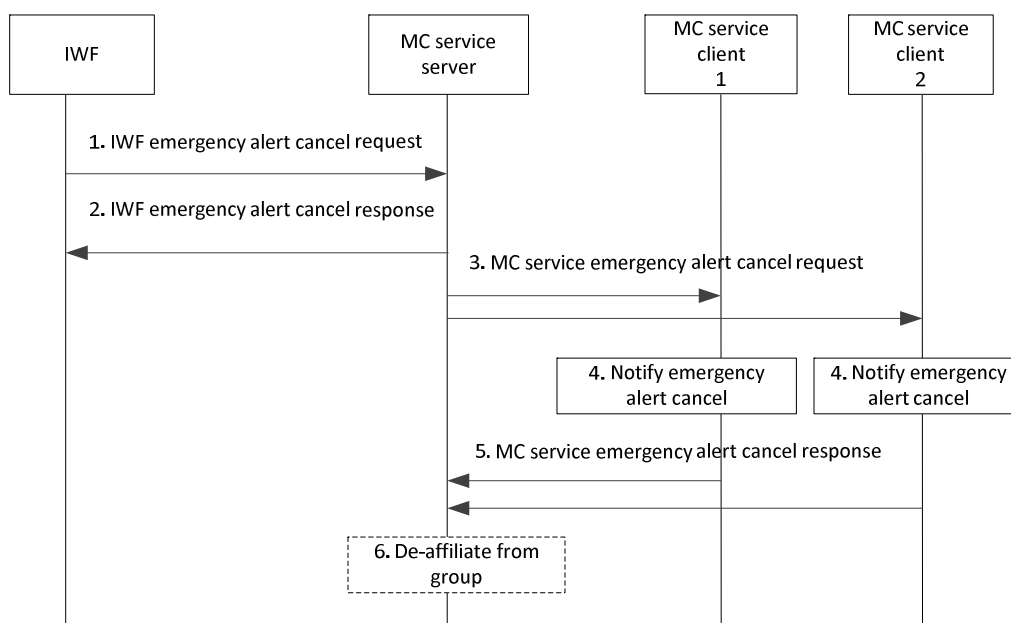 IWF
MC service
server
MC service
client
1
MC service
client
2
1. IWF emergency alert cancel request
2. IWF emergency alert cancel response
3. MC service emergency alert cancel request
4. Notify emergency
alert cancel
4. Notify emergency
alert cancel
5. MC service emergency alert cancel response
6. De-affiliate from
group